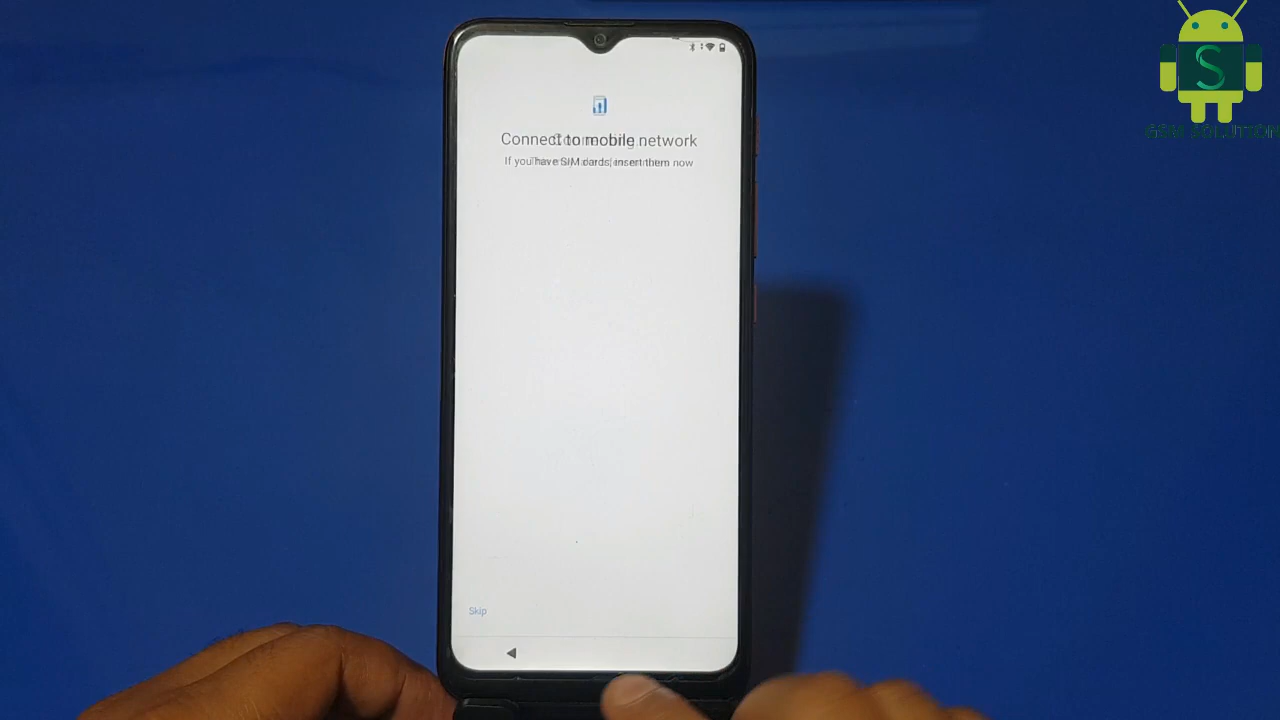 S
GSM SOLUTION
Connect to mobile network
If you have SIM cards, insert them now
Skip